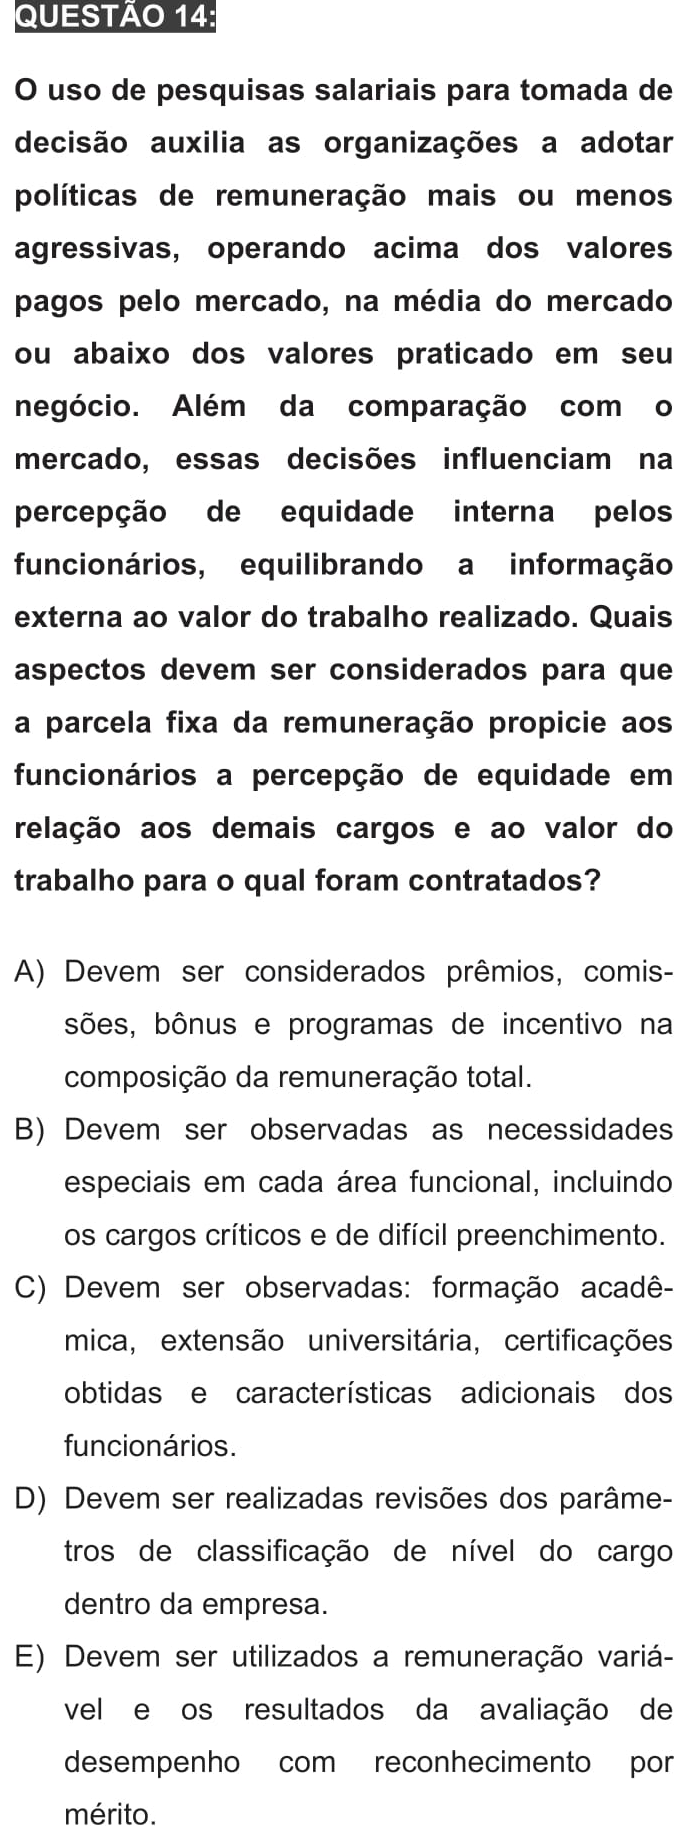 QUESTÃO 14:
O uso de pesquisas salariais para tomada de
decisão auxilia as organizações a adotar
políticas de remuneração mais ou menos
agressivas, operando acima dos valores
pagos pelo mercado, na média do mercado
ou abaixo dos valores praticado em seu
negócio. Além da comparação com o
mercado, essas decisões influenciam na
percepção de equidade interna pelos
funcionários, equilibrando a informação
externa ao valor do trabalho realizado. Quais
aspectos devem ser considerados para que
a parcela fixa da remuneração propicie aos
funcionários a percepção de equidade em
relação aos demais cargos e ao valor do
trabalho para o qual foram contratados?
A) Devem ser considerados prêmios, comis-
sões, bônus e programas de incentivo na
composição da remuneração total.
B) Devem ser observadas as necessidades
especiais em cada área funcional, incluindo
os cargos críticos e de difícil preenchimento.
C) Devem ser observadas: formação acadê-
mica, extensão universitária, certificações
obtidas e características adicionais dos
funcionários.
D) Devem ser realizadas revisões dos parâme-
tros de classificação de nível do cargo
dentro da empresa.
E) Devem ser utilizados a remuneração variá-
vel e os resultados da avaliação de
desempenho com reconhecimento por
mérito.